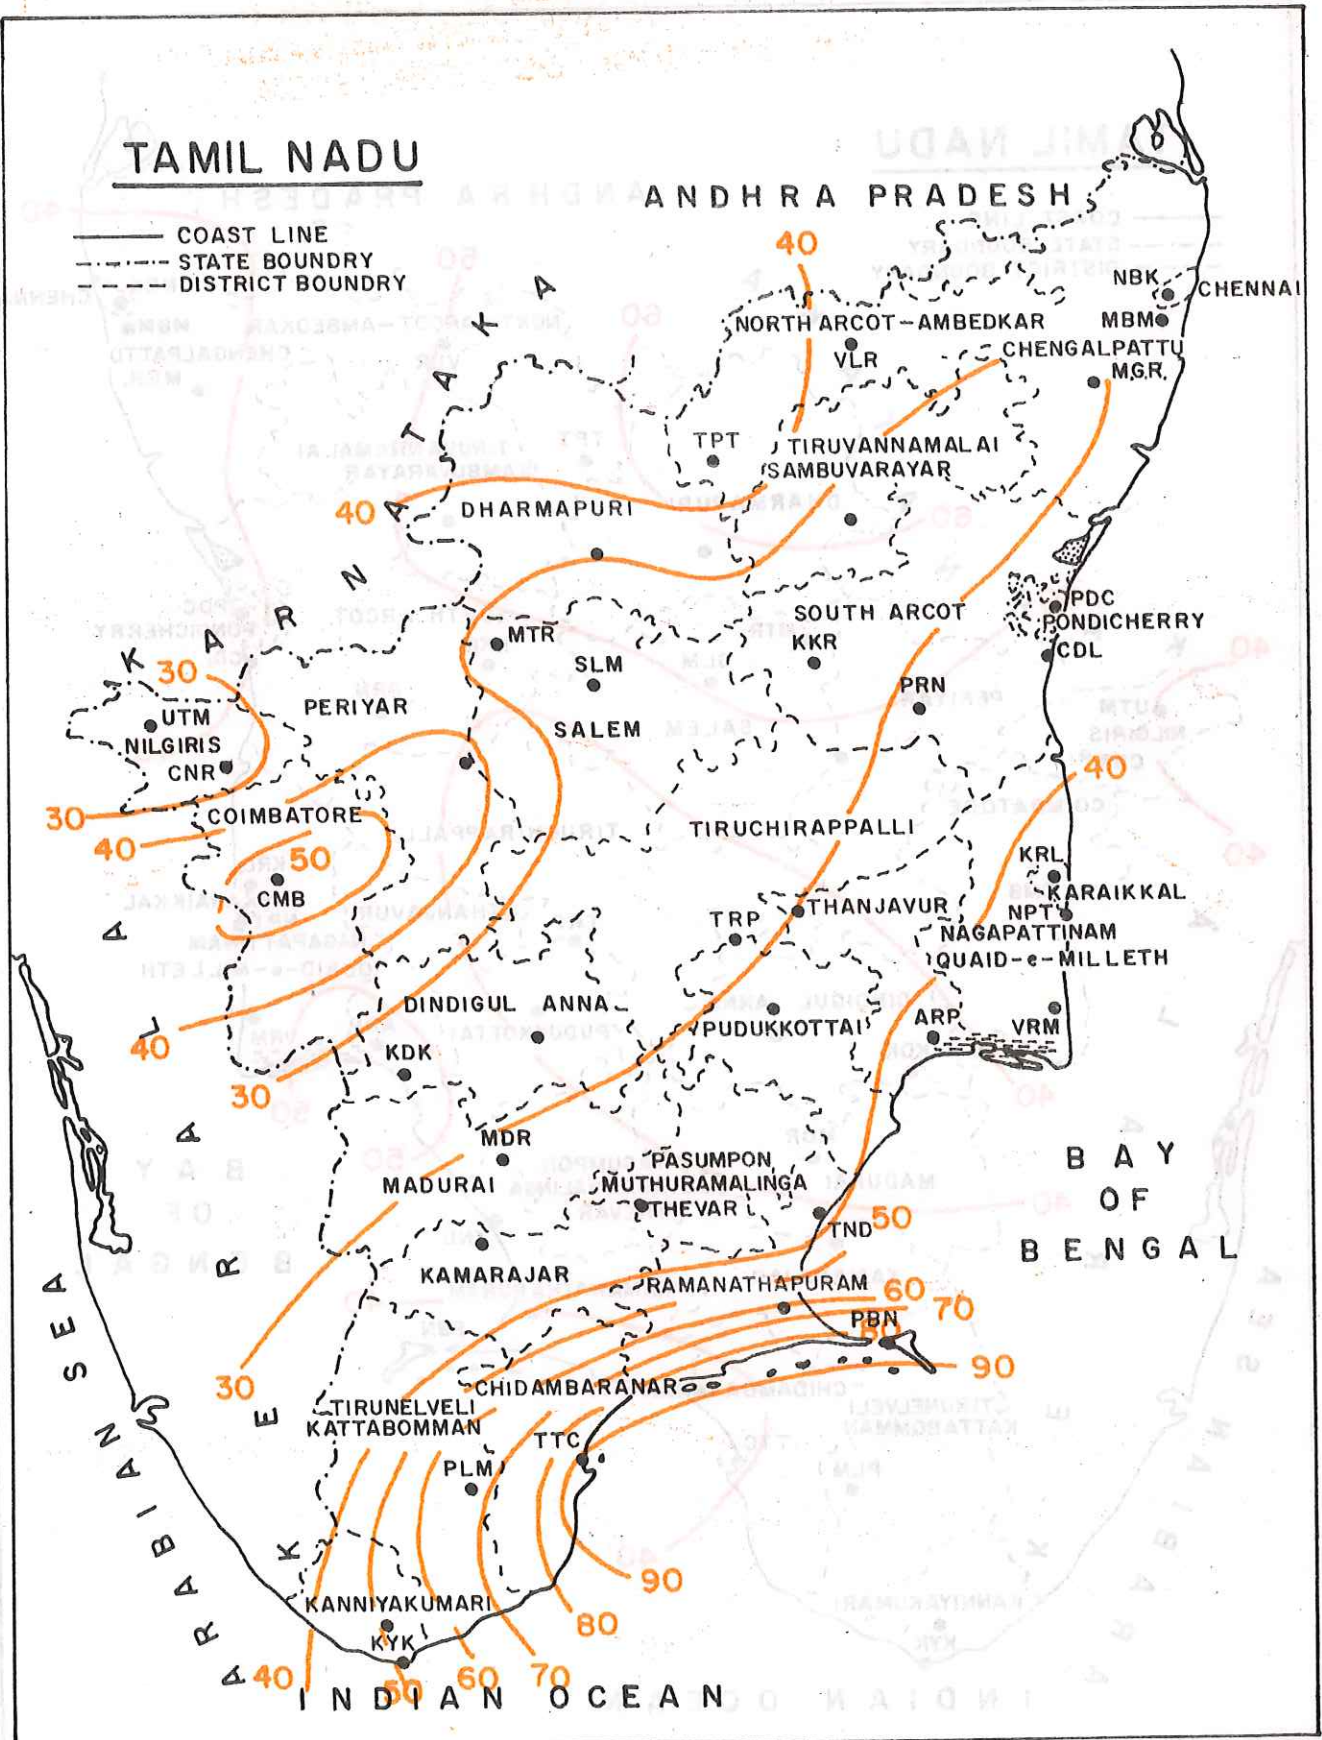 TAMIL NADU
COAST LINE
STATE BOUNDRY
DISTRICT BOUNDRY
ANDHRA PRADESH
KARNATAKA
40
NBK
CHENNAI
NORTH ARCOT-AMBEDKAR
MBM
VLR
CHENGALPATTU
M.G.R.
TPT
TIRUVANNAMALAI
SAMBUVARAYAR
40
DHARMAPURI
SOUTH ARCOT
PDC
PONDICHERRY
MTR
KKR
CDL
SLM
30
PRN
UTM
PERIYAR
NILGIRIS
SALEM
CNR
40
30
COIMBATORE
TIRUCHIRAPPALLI
40
50
KRL
CMB
KARAIKKAL
THANJAVUR
NPT
TRP
NAGAPATTINAM
QUAID-e-MILLETH
DINDIGUL ANNA
40
PUDUKKOTTAI
ARP
VRM
KDK
30
MDR
PASUMPON
MADURAI
MUTHURAMALINGA
THEVAR
BAY
OF
BENGAL
50
TND
KAMARAJAR
RAMANATHAPURAM
60
70
PBN
80
90
30
CHIDAMBARANAR
TIRUNELVELI
KATTABOMMAN
TTC
PLM
KERALA
ARABIAN SEA
90
KANNIYAKUMARI
80
KYK
40
50
60
70
INDIAN OCEAN